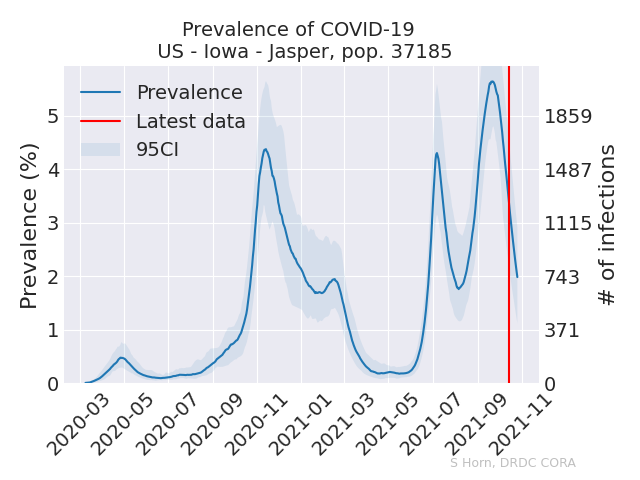 Prevalence of COVID-19
US - Iowa - Jasper, pop. 37185
Prevalence
Latest data
95CI
Prevalence (%)
5
4
3
2
1
0
1859
1487
1115
743
371
0
# of infections
2020-03
2020-05
2020-07
2020-09
2020-11
2021-01
2021-03
2021-05
2021-07
2021-09
2021-11
S Horn, DRDC CORA